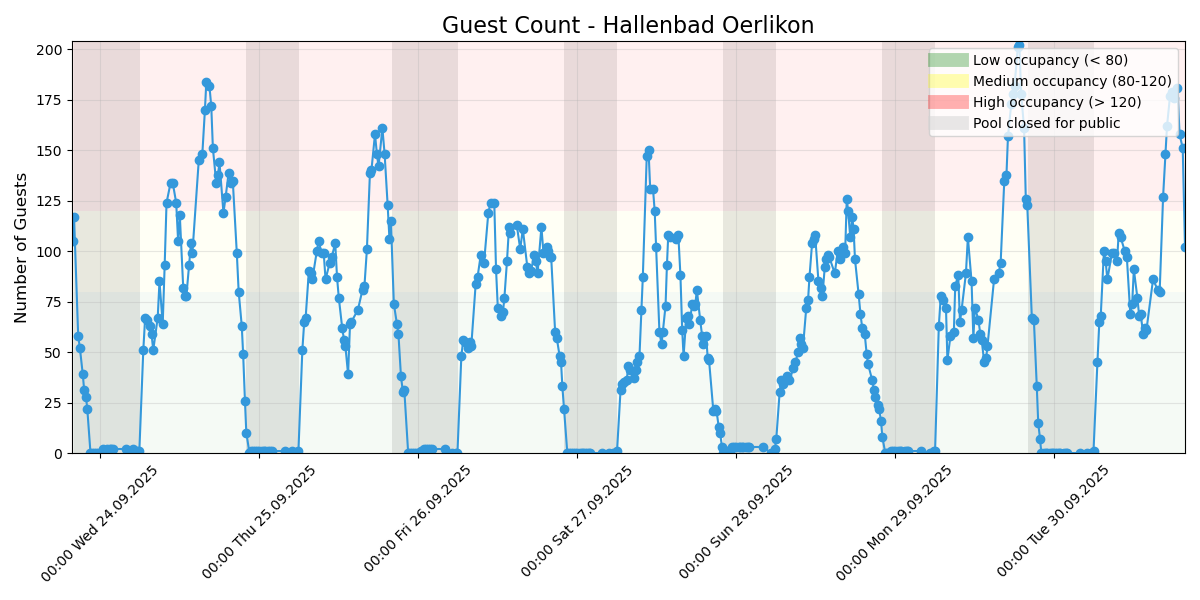 Guest Count - Hallenbad Oerlikon
Number of Guests
200
175
150
125
100
75
50
25
0
Low occupancy (< 80)
Medium occupancy (80-120)
High occupancy (> 120)
Pool closed for public
00:00 Wed 24.09.2025
00:00 Thu 25.09.2025
00:00 Fri 26.09.2025
00:00 Sat 27.09.2025
00:00 Sun 28.09.2025
00:00 Mon 29.09.2025
00:00 Tue 30.09.2025